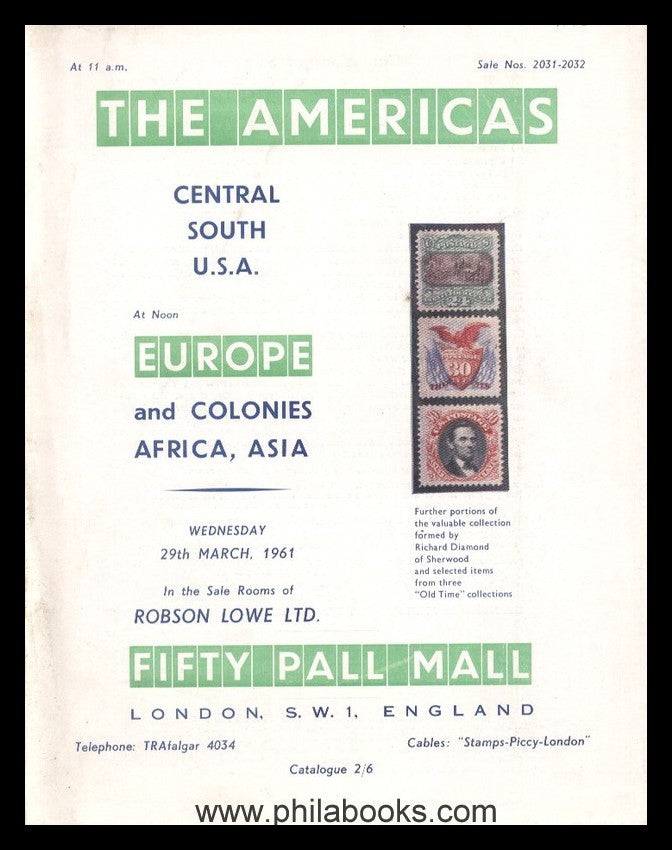 At 11 a.m.
Sale Nos. 2031-2032
THE AMERICAS
CENTRAL
SOUTH
U.S.A.
At Noon
EUROPE
and COLONIES
AFRICA, ASIA
WEDNESDAY
29th MARCH, 1961
In the Sale Rooms of
ROBSON LOWE LTD.
30
Further portions of
the valuable collection
formed by
Richard Diamond
of Sherwood
and selected items
from three
"Old Time" collections
FIFTY PALL MALL
LONDON, S.W.1, ENGLAND
Telephone: TRAfalgar 4034
Cables: "Stamps-Piccy-London"
Catalogue 2/6
www.philabooks.com